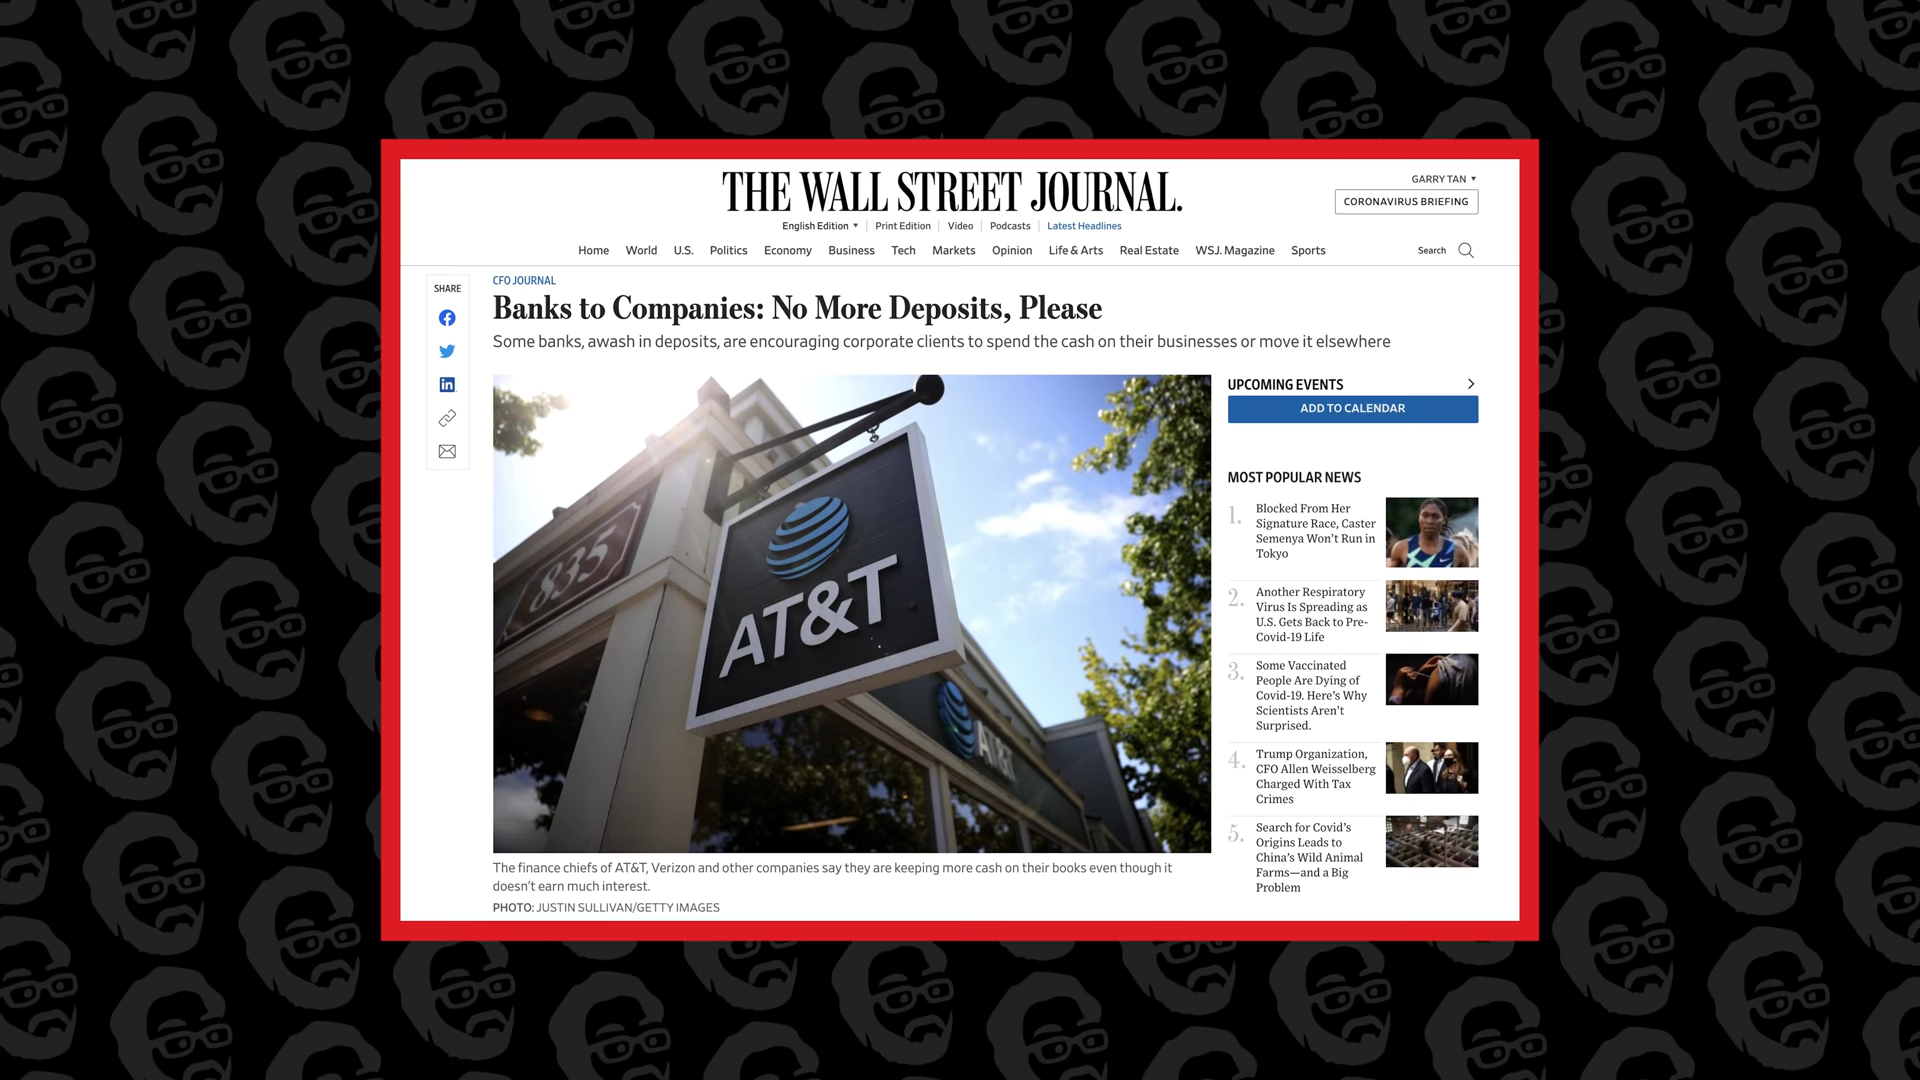 THE WALL STREET JOURNAL.
GARRY TAN
CORONAVIRUS BRIEFING
English Edition
Print Edition
Video
Podcasts
Latest Headlines
Home World U.S. Politics Economy Business Tech Markets Opinion Life & Arts Real Estate WSJ. Magazine Sports
Search
SHARE
in
CFO JOURNAL
Banks to Companies: No More Deposits, Please
Some banks, awash in deposits, are encouraging corporate clients to spend the cash on their businesses or move it elsewhere
835
AT&T
AT&T
The finance chiefs of AT&T, Verizon and other companies say they are keeping more cash on their books even though it
doesn't earn much interest.
PHOTO: JUSTIN SULLIVAN/GETTY IMAGES
UPCOMING EVENTS
ADD TO CALENDAR
MOST POPULAR NEWS
1.
Blocked From Her
Signature Race, Caster
Semenya Won't Run in
Tokyo
2.
Another Respiratory
Virus Is Spreading as
U.S. Gets Back to Pre-
Covid-19 Life
3.
Some Vaccinated
People Are Dying of
Covid-19. Here's Why
Scientists Aren't
Surprised.
4.
Trump Organization,
CFO Allen Weisselberg
Charged With Tax
Crimes
5.
Search for Covid's
Origins Leads to
China's Wild Animal
Farms—and a Big
Problem